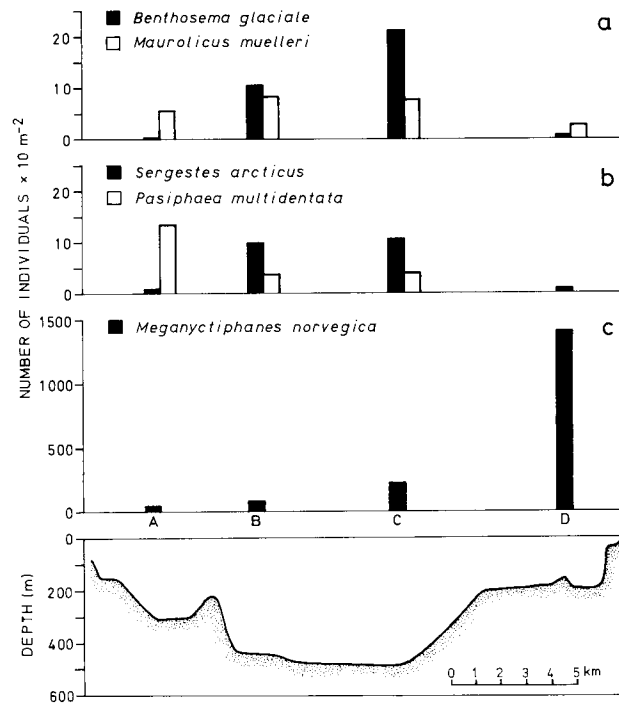 a
Benthosema glaciale
Maurolicus muelleri
20
10
0
b
Sergestes arcticus
Pasiphaea multidentata
20
10
0
NUMBER OF INDIVIDUALS × 10 m⁻²
c
Meganyctiphanes norvegica
1500
1000
500
0
A B C D
0
200
400
600
DEPTH (m)
0 1 2 3 4 5 km